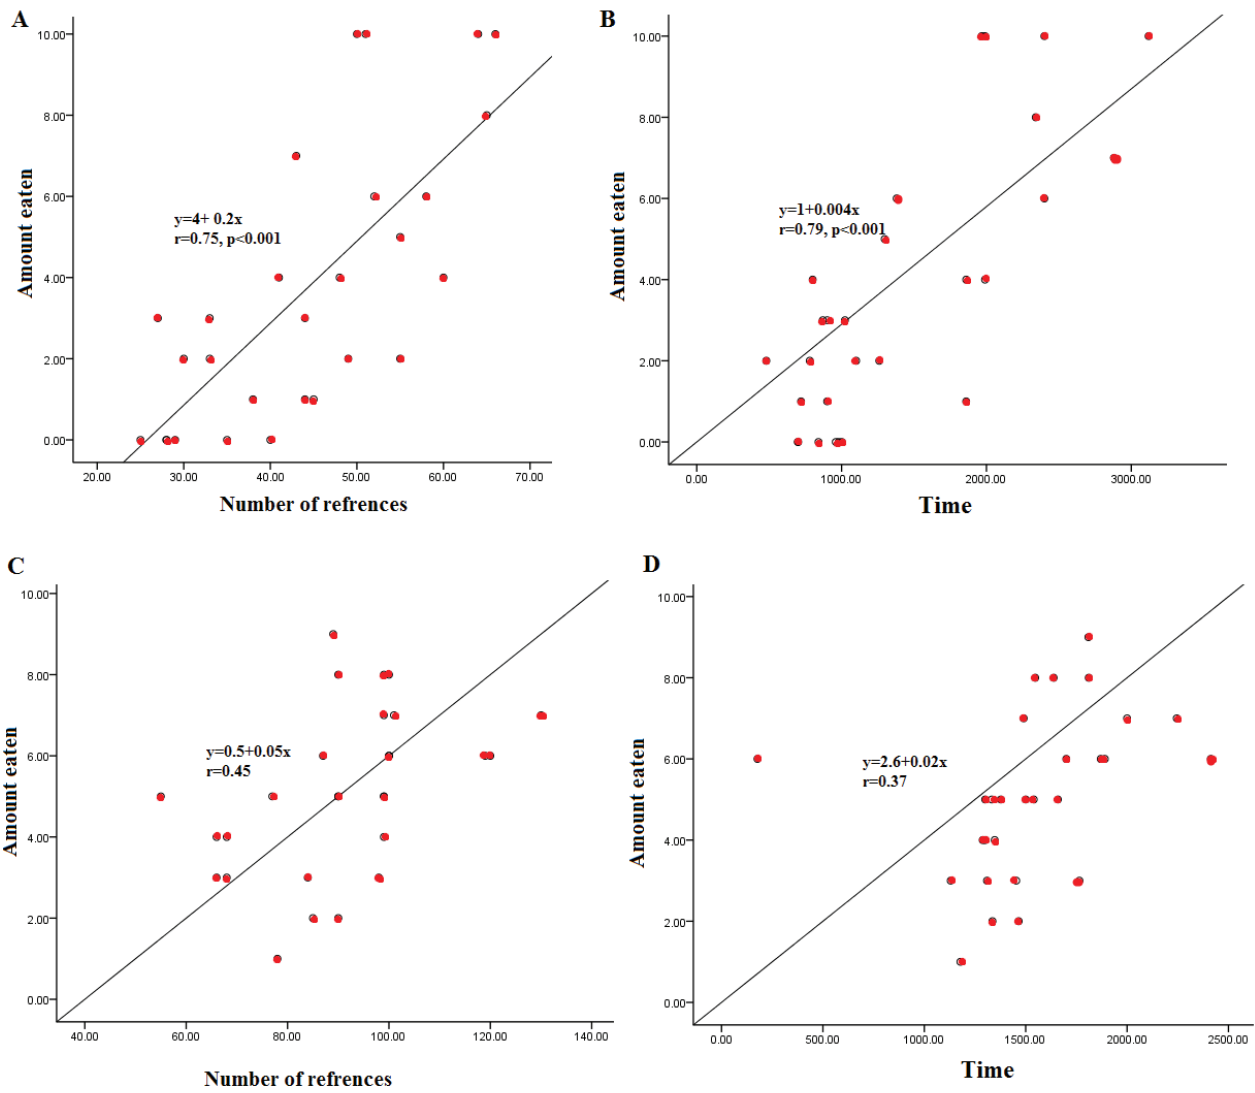 A
10.00
8.00
6.00
4.00
2.00
0.00
Amount eaten
y=4+ 0.2x
r=0.75, p<0.001
20.00 30.00 40.00 50.00 60.00 70.00
Number of refrences
B
10.00
8.00
6.00
4.00
2.00
0.00
Amount eaten
y=1+0.004x
r=0.79, p<0.001
0.00 1000.00 2000.00 3000.00
Time
C
10.00
8.00
6.00
4.00
2.00
0.00
Amount eaten
y=0.5+0.05x
r=0.45
40.00 60.00 80.00 100.00 120.00 140.00
Number of refrences
D
10.00
8.00
6.00
4.00
2.00
0.00
Amount eaten
y=2.6+0.02x
r=0.37
0.00 500.00 1000.00 1500.00 2000.00 2500.00
Time